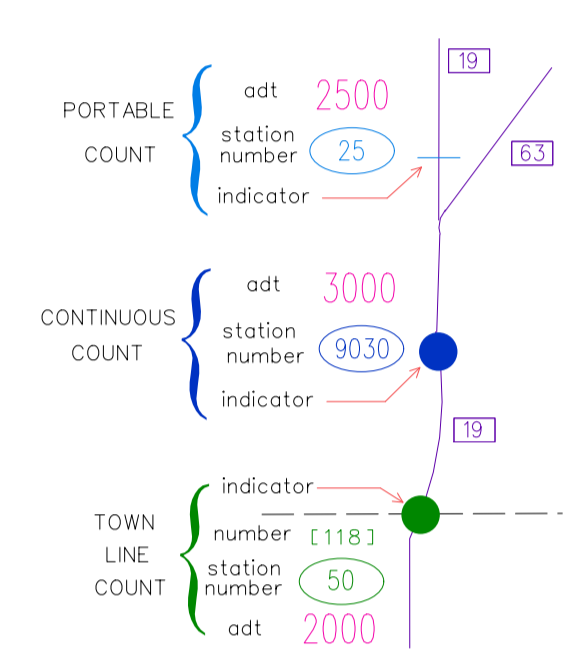 19
adt 2500
PORTABLE
COUNT
station
number 25
63
indicator
adt 3000
CONTINUOUS
COUNT
station
number 9030
indicator
19
indicator
TOWN
LINE
COUNT
number [118]
station
number 50
adt 2000